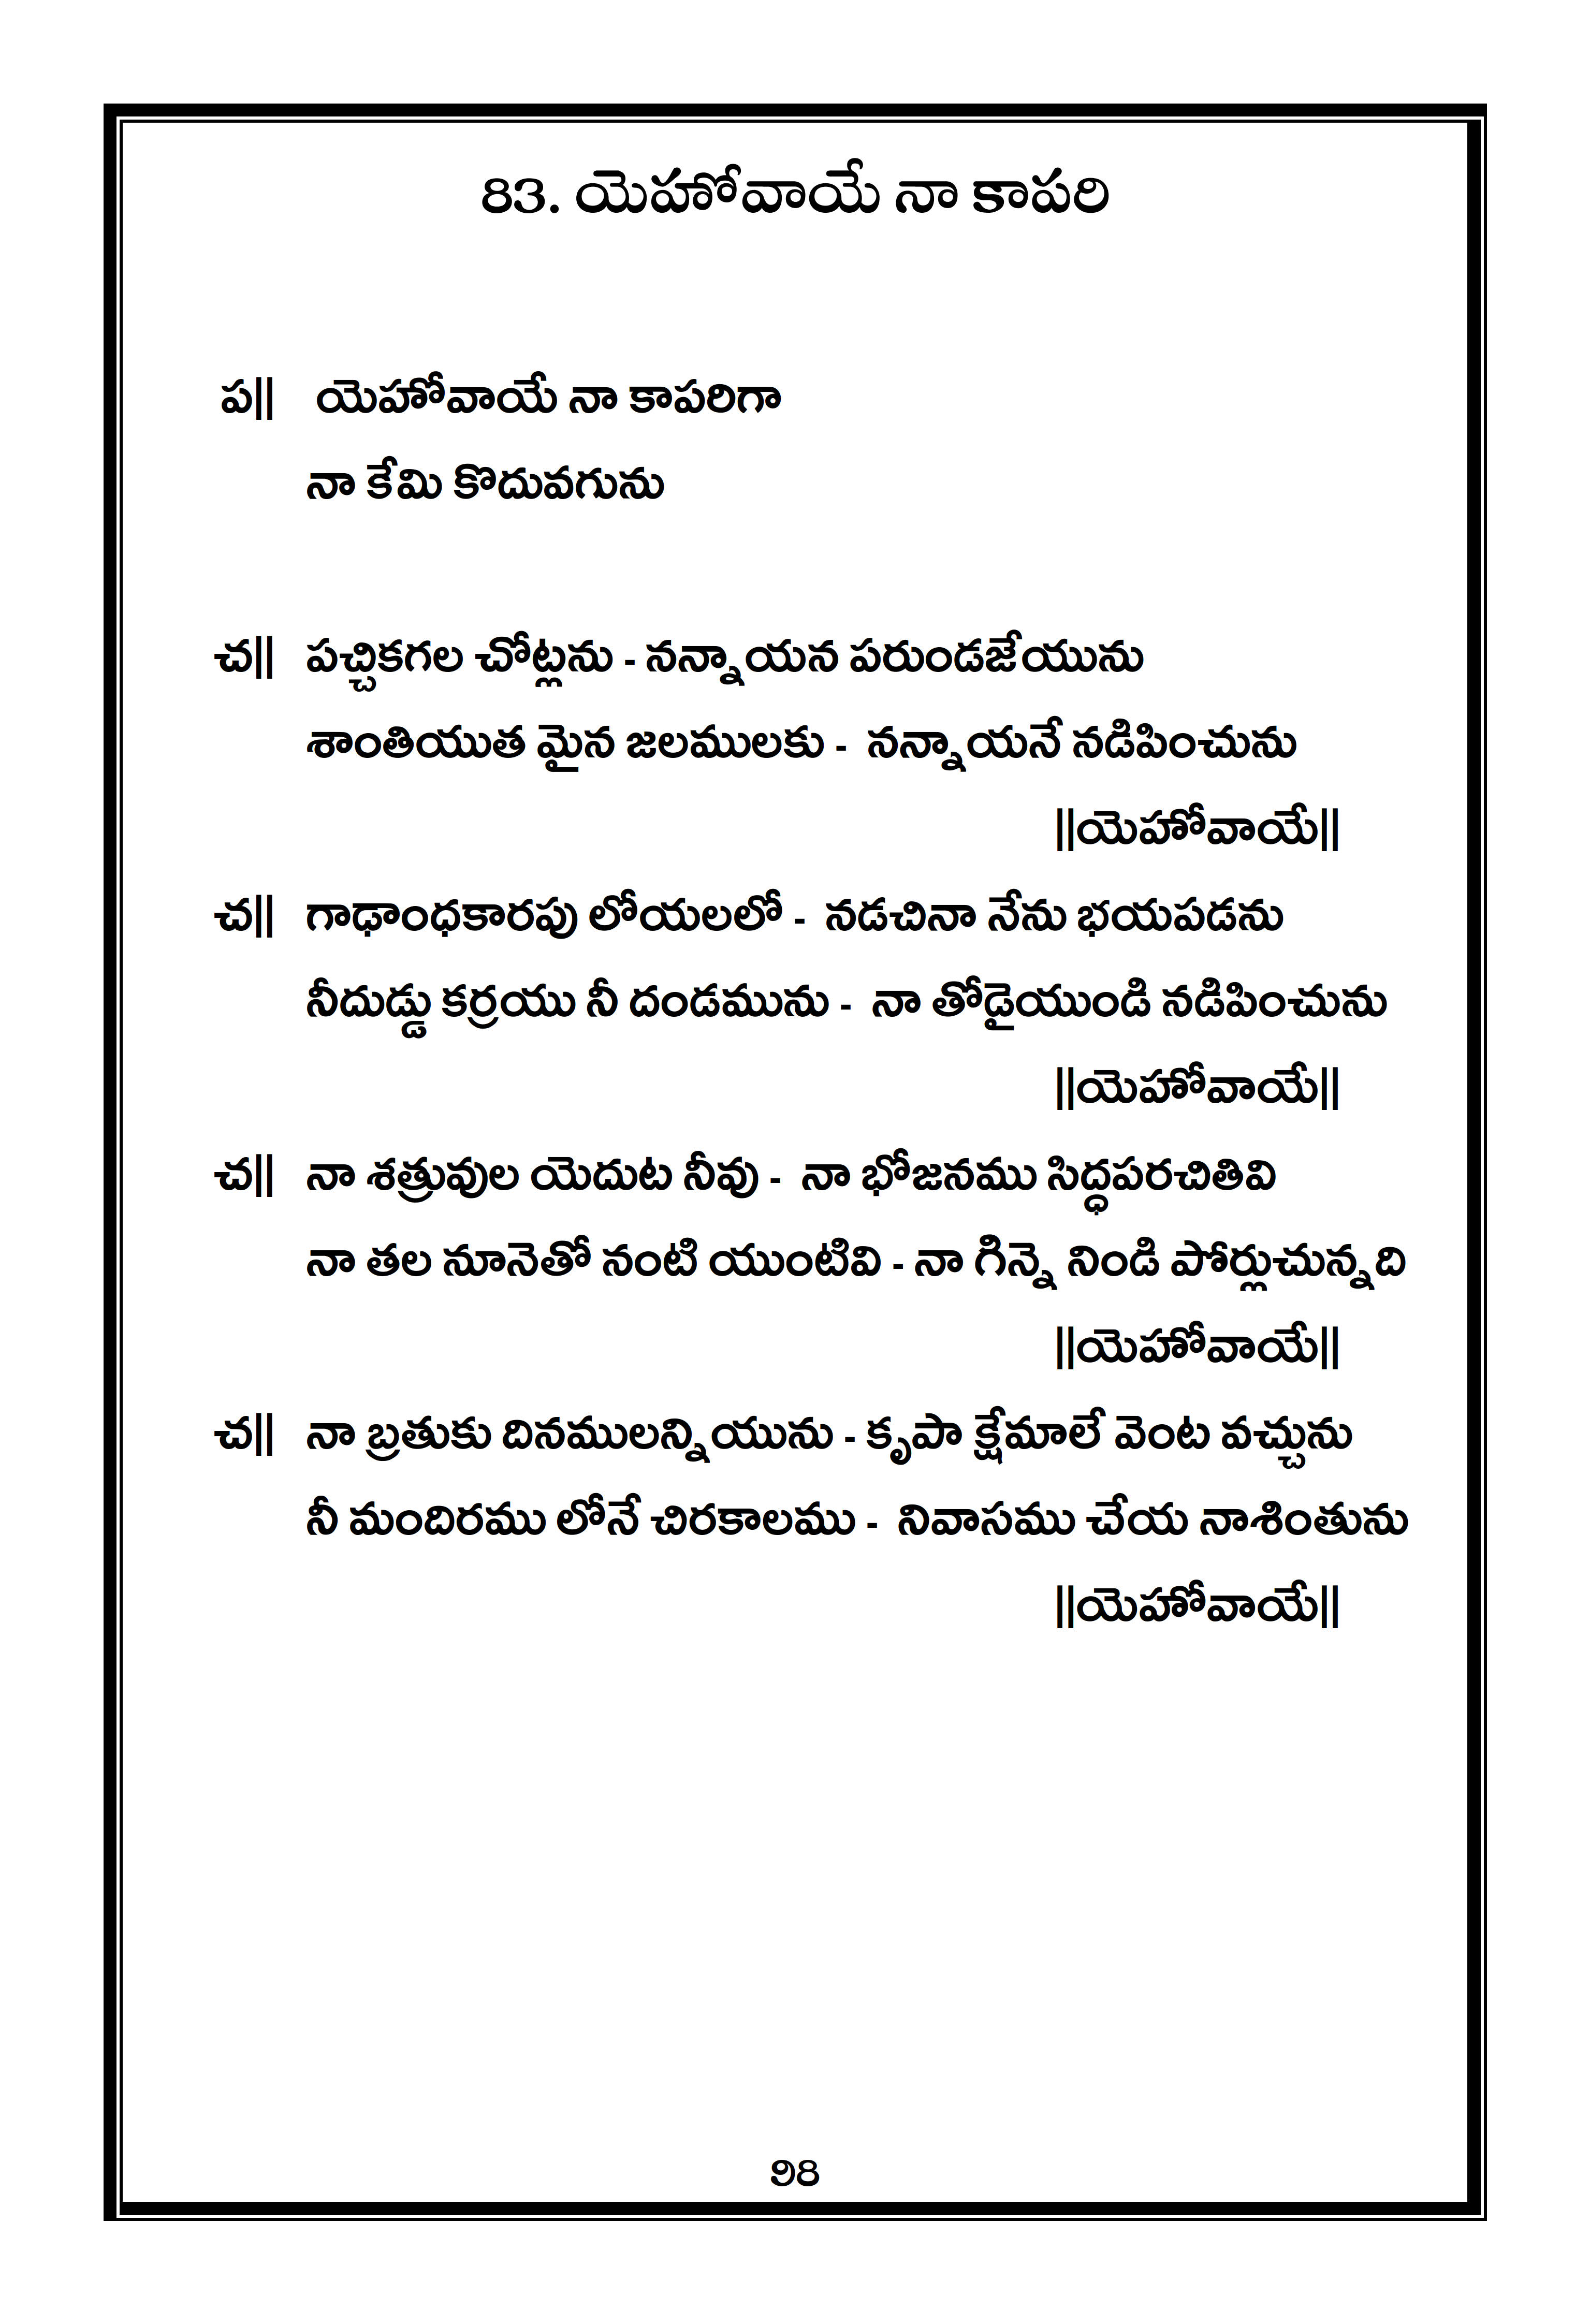 83. యెహోవాయే నా కాపరి
ప॥ యెహోవాయే నా కాపరిగా
నా కేమి కొదువగును
చ॥ పచ్చికగల చోట్లను - నన్నాయన పరుండజేయును
శాంతియుత మైన జలములకు - నన్నాయనే నడిపించును
॥యెహోవాయే॥
చ॥ గాఢాంధకారపు లోయలలో - నడచినా నేను భయపడను
నీదుడ్డు కర్రయు నీ దండమును - నా తోడైయుండి నడిపించును
॥యెహోవాయే॥
చ॥ నా శత్రువుల యెదుట నీవు - నా భోజనము సిద్ధపరచితివి
నా తల నూనెతో నంటి యుంటివి - నా గిన్నె నిండి పోర్లుచున్నది
॥యెహోవాయే॥
చ॥ నా బ్రతుకు దినములన్నియును - కృపా క్షేమాలే వెంట వచ్చును
నీ మందిరము లోనే చిరకాలము - నివాసము చేయ నాశింతును
॥యెహోవాయే॥